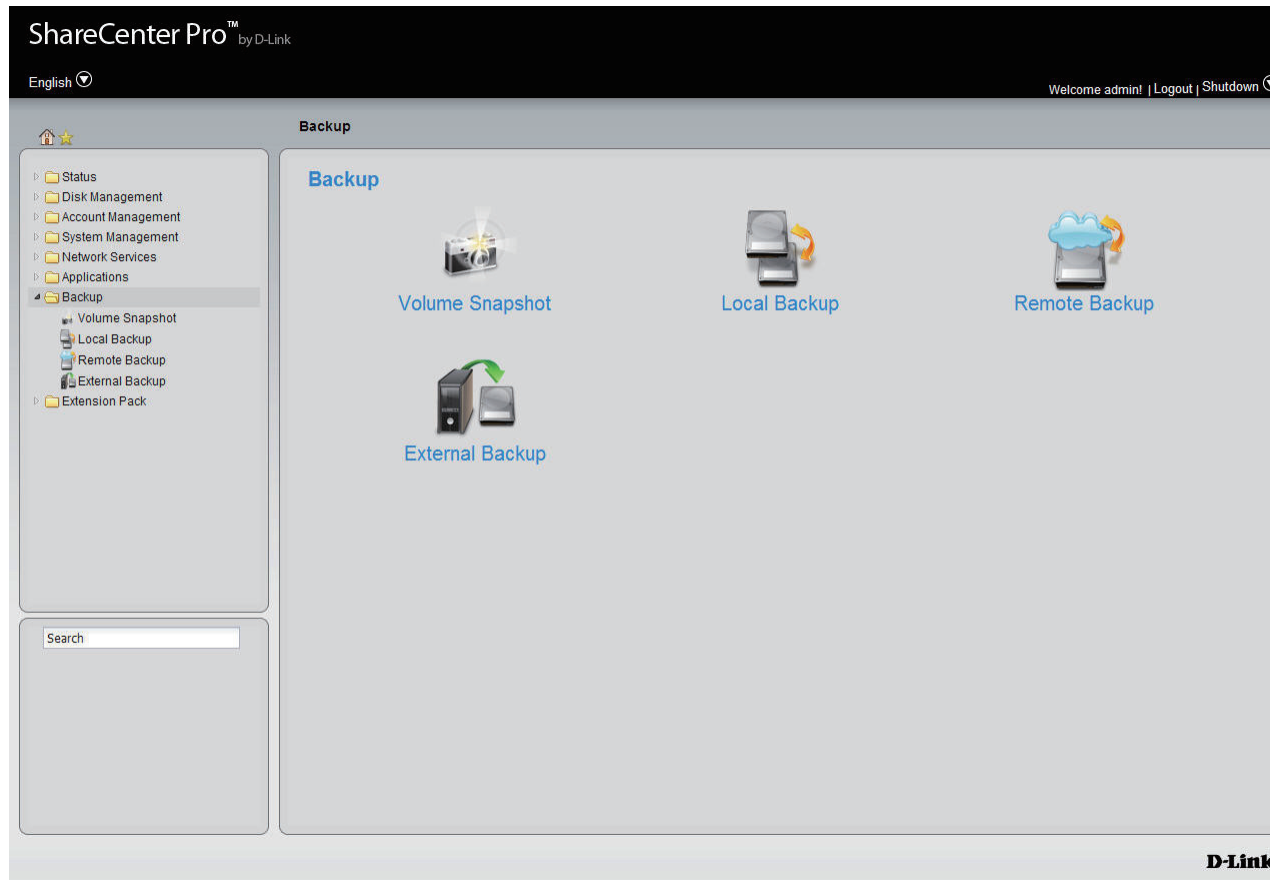 ShareCenter Pro™ by D-Link
English
Welcome admin! | Logout | Shutdown
Backup
Status
Disk Management
Account Management
System Management
Network Services
Applications
Backup
Volume Snapshot
Local Backup
Remote Backup
External Backup
Extension Pack
Search
Backup
Volume Snapshot
Local Backup
Remote Backup
External Backup
D-Link